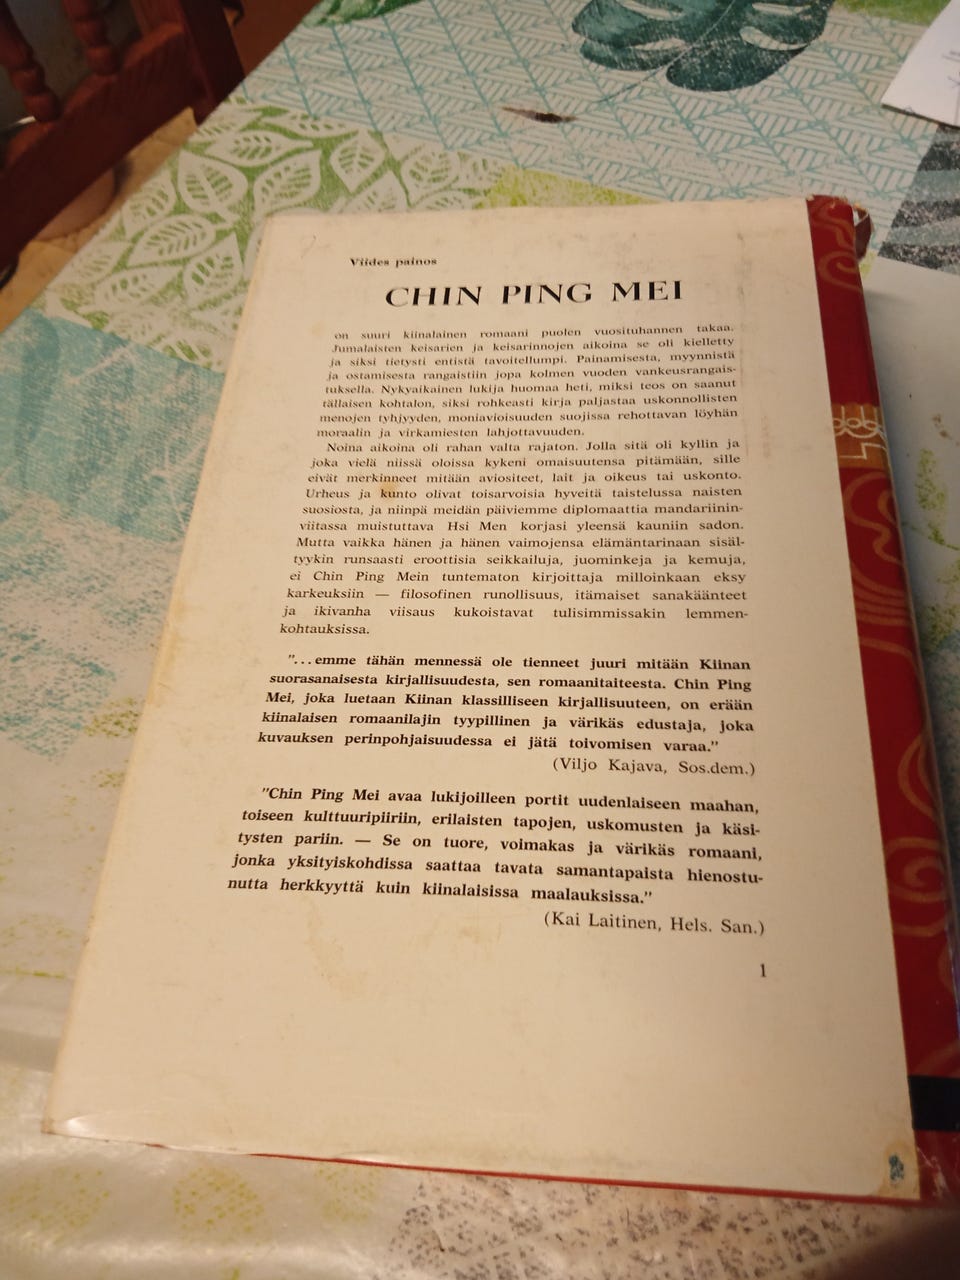 Viides painos
CHIN PING MEI
on suuri kiinalainen romaani puolen vuosituhannen takaa.
Jumalaisten keisarien ja keisarinnojen aikoina se oli kielletty
ja siksi tietysti entistä tavoitellumpi. Painamisesta, myynnistä
ja ostamisesta rangaistiin jopa kolmen vuoden vankeusrangais-
tuksella. Nykyaikainen lukija huomaa heti, miksi teos on saanut
tällaisen kohtalon, siksi rohkeasti kirja paljastaa uskonnollisten
menojen tyhjyyden, moniavioisuuden suojissa rehottavan löyhän
moraalin ja virkamiesten lahjottavuuden.
Noina aikoina oli rahan valta rajaton. Jolla sitä oli kyllin ja
joka vielä niissä oloissa kykeni omaisuutensa pitämään, sille
eivät merkinneet mitään aviositeet, lait ja oikeus tai uskonto.
Urheus ja kunto olivat toisarvoisia hyveitä taistelussa naisten
suosiosta, ja niinpä meidän päiviemme diplomaattia mandariinin-
viitassa muistuttava Hsi Men korjasi yleensä kauniin sadon.
Mutta vaikka hänen ja hänen vaimojensa elämäntarinaan sisäl-
tyykin runsaasti eroottisia seikkailuja, juominkeja ja kemuja,
ei Chin Ping Mein tuntematon kirjoittaja milloinkaan eksy
karkeuksiin — filosofinen runollisuus, itämaiset sanakäänteet
ja ikivanha viisaus kukoistavat tulisimmissakin lemmen-
kohtauksissa.
"...emme tähän mennessä ole tienneet juuri mitään Kiinan
suorasanaisesta kirjallisuudesta, sen romaanitaiteesta. Chin Ping
Mei, joka luetaan Kiinan klassilliseen kirjallisuuteen, on erään
kiinalaisen romaanilajin tyypillinen ja värikäs edustaja, joka
kuvauksen perinpohjaisuudessa ei jätä toivomisen varaa."
(Viljo Kajava, Sos.dem.)
"Chin Ping Mei avaa lukijoilleen portit uudenlaiseen maahan,
toiseen kulttuuripiiriin, erilaisten tapojen, uskomusten ja käsi-
tysten pariin. — Se on tuore, voimakas ja värikäs romaani,
jonka yksityiskohdissa saattaa tavata samantapaista hienostu-
nutta herkkyyttä kuin kiinalaisissa maalauksissa."
(Kai Laitinen, Hels. San.)
1